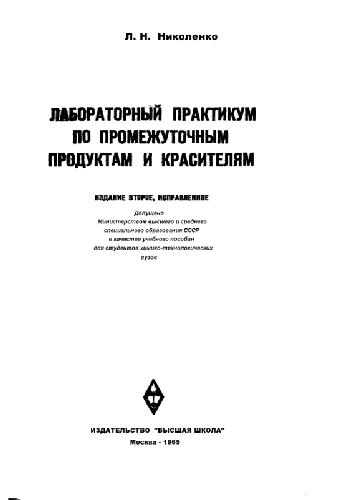 Л. Н. Николенко
ЛАБОРАТОРНЫЙ ПРАКТИКУМ
ПО ПРОМЕЖУТОЧНЫМ
ПРОДУКТАМ И КРАСИТЕЛЯМ
ИЗДАНИЕ ВТОРОЕ, ИСПРАВЛЕННОЕ
Допущено
Министерством высшего и среднего
специального образования СССР
в качестве учебного пособия
для студентов химико-технологических
вузов
ИЗДАТЕЛЬСТВО "ВЫСШАЯ ШКОЛА"
Москва - 1965